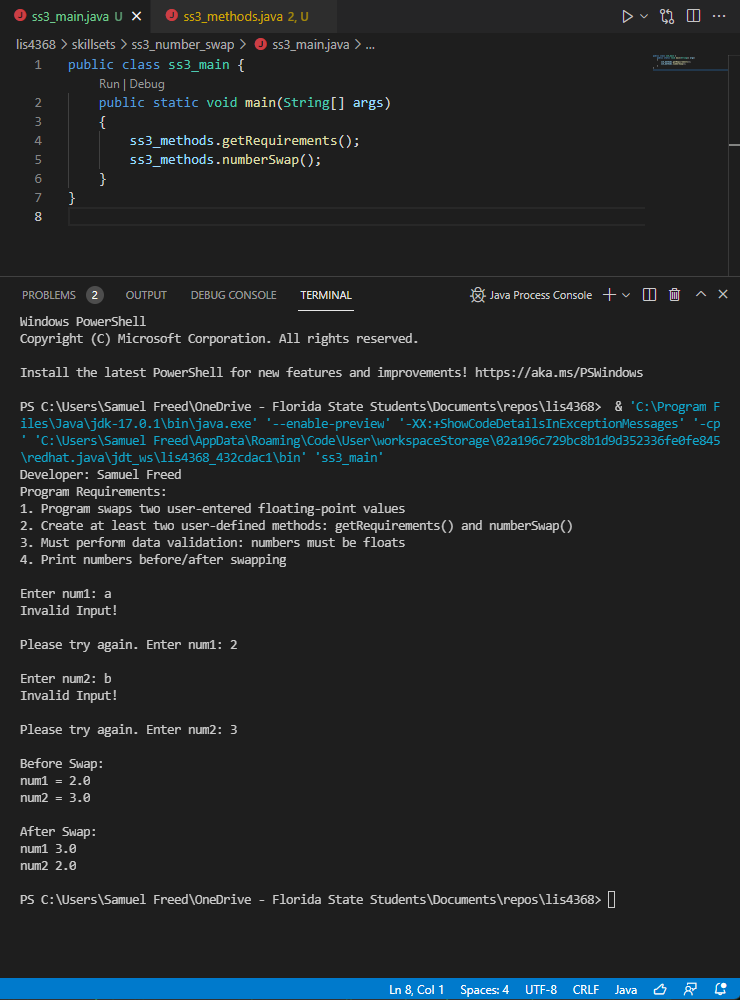 ss3_main.java U ss3_methods.java 2, U
lis4368 > skillsets > ss3_number_swap > ss3_main.java > ...
1 public class ss3_main {
Run | Debug
2 public static void main(String[] args)
3 {
4 ss3_methods.getRequirements();
5 ss3_methods.numberSwap();
6 }
7 }
8
PROBLEMS 2 OUTPUT DEBUG CONSOLE TERMINAL Java Process Console
Windows PowerShell
Copyright (C) Microsoft Corporation. All rights reserved.
Install the latest PowerShell for new features and improvements! https://aka.ms/PSWindows
PS C:\Users\Samuel Freed\OneDrive - Florida State Students\Documents\repos\lis4368> & 'C:\Program F
iles\Java\jdk-17.0.1\bin\java.exe' '--enable-preview' '-XX:+ShowCodeDetailsInExceptionMessages' '-cp
' 'C:\Users\Samuel Freed\AppData\Roaming\Code\User\workspaceStorage\02a196c729bc8b1d9d352336fe0fe845
\redhat.java\jdt_ws\lis4368_432cdac1\bin' 'ss3_main'
Developer: Samuel Freed
Program Requirements:
1. Program swaps two user-entered floating-point values
2. Create at least two user-defined methods: getRequirements() and numberSwap()
3. Must perform data validation: numbers must be floats
4. Print numbers before/after swapping
Enter num1: a
Invalid Input!
Please try again. Enter num1: 2
Enter num2: b
Invalid Input!
Please try again. Enter num2: 3
Before Swap:
num1 = 2.0
num2 = 3.0
After Swap:
num1 3.0
num2 2.0
PS C:\Users\Samuel Freed\OneDrive - Florida State Students\Documents\repos\lis4368>
Ln 8, Col 1 Spaces: 4 UTF-8 CRLF Java